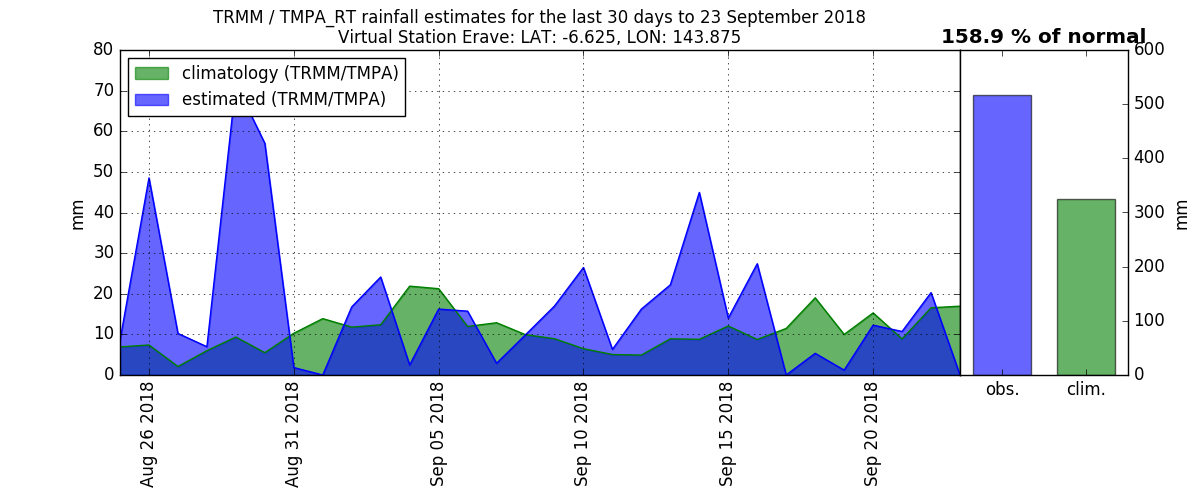 TRMM / TMPA_RT rainfall estimates for the last 30 days to 23 September 2018
Virtual Station Erave: LAT: -6.625, LON: 143.875
158.9 % of normal
climatology (TRMM/TMPA)
estimated (TRMM/TMPA)
80
70
60
50
40
30
20
10
0
mm
Aug 26 2018
Aug 31 2018
Sep 05 2018
Sep 10 2018
Sep 15 2018
Sep 20 2018
600
500
400
300
200
100
0
mm
obs.
clim.